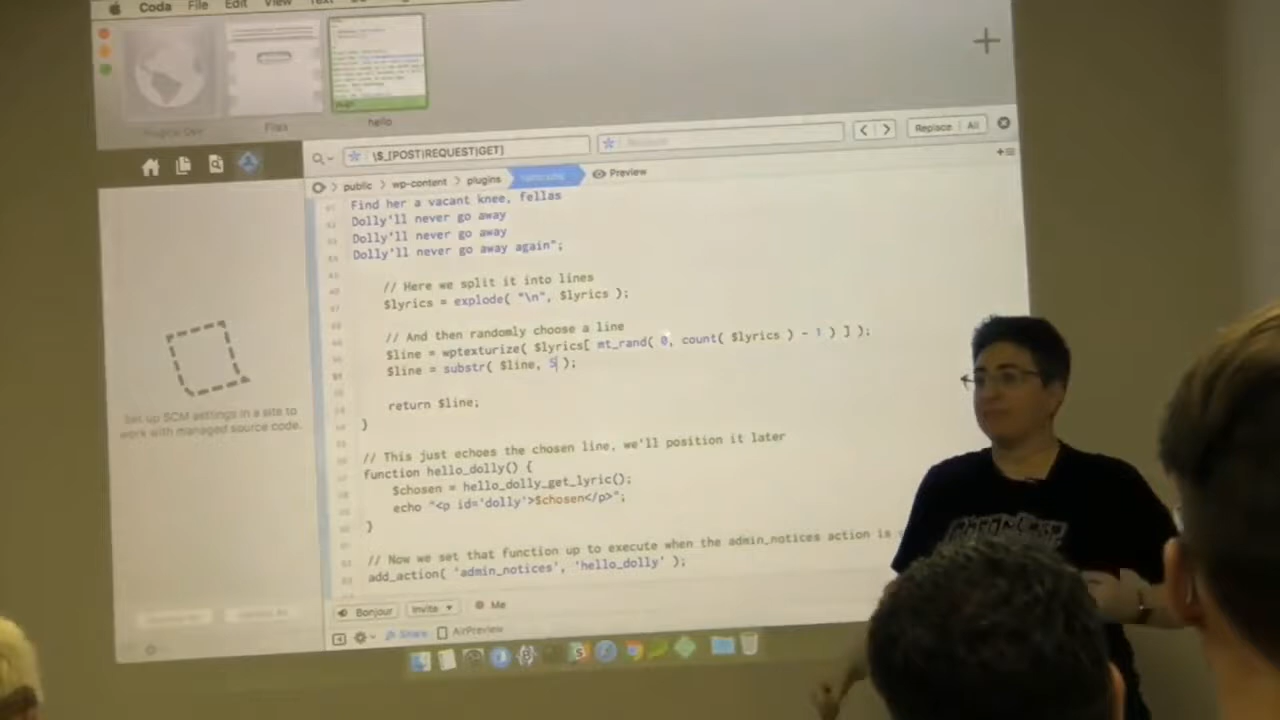 Coda File Edit View Text
Files
hello
\$_[POST|REQUEST|GET]
Replace All
public wp-content plugins Preview
Find her a vacant knee, fellas
Dolly'll never go away
Dolly'll never go away
Dolly'll never go away again";
// Here we split it into lines
$lyrics = explode( "\n", $lyrics );
// And then randomly choose a line
$line = wptexturize( $lyrics[ mt_rand( 0, count( $lyrics ) - 1 ) ] );
$line = substr( $line, 5 );
return $line;
}
// This just echoes the chosen line, we'll position it later
function hello_dolly() {
$chosen = hello_dolly_get_lyric();
echo "<p id='dolly'>$chosen</p>";
}
// Now we set that function up to execute when the admin_notices action is
add_action( 'admin_notices', 'hello_dolly' );
Set up SCM settings in a site to
work with managed source code.
Bonjour Invite Me
Share AirPreview